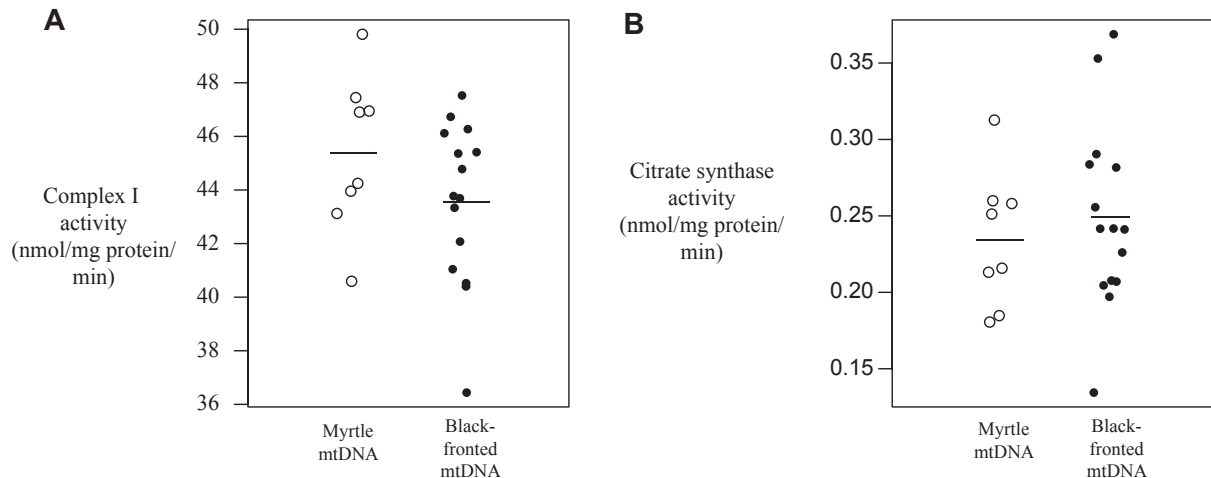 A
50
48
46
44
42
40
38
36
Complex I
activity
(nmol/mg protein/
min)
Myrtle
mtDNA
Black-
fronted
mtDNA
B
0.35
0.30
0.25
0.20
0.15
Citrate synthase
activity
(nmol/mg protein/
min)
Myrtle
mtDNA
Black-
fronted
mtDNA